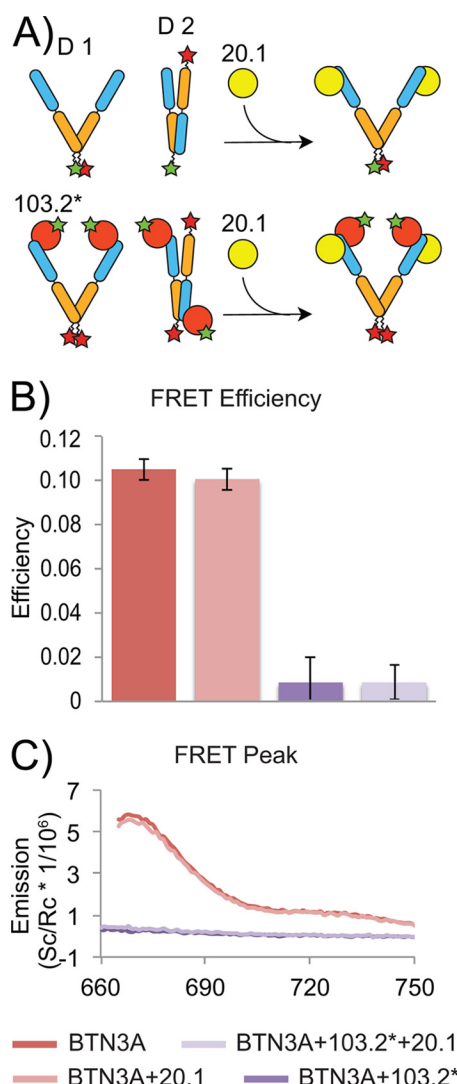 A) D 1 D 2 20.1
103.2* 20.1
B) FRET Efficiency
Efficiency
0.12
0.10
0.08
0.06
0.04
0.02
0
C) FRET Peak
Emission
(Sc/Rc * 1/10⁶)
7
5
3
1
-1
660 690 720 750
BTN3A BTN3A+103.2*+20.1
BTN3A+20.1 BTN3A+103.2*